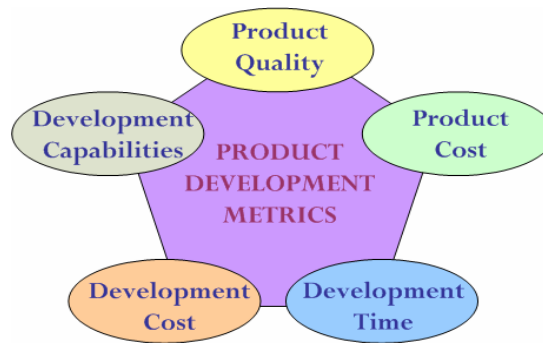 Product
Quality
Development
Capabilities
Product
Cost
PRODUCT
DEVELOPMENT
METRICS
Development
Cost
Development
Time